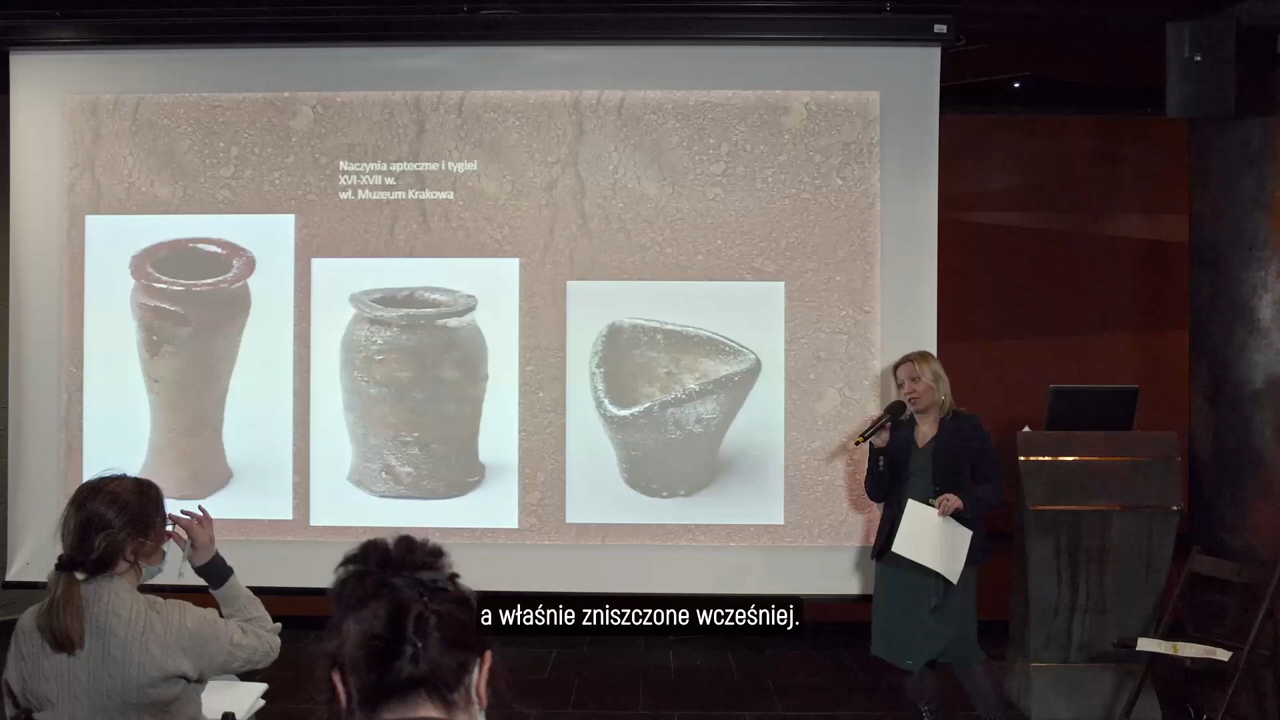 Naczynia apteczne i tygiel
XVI-XVII w.
wł. Muzeum Krakowa
a właśnie zniszczone wcześniej.